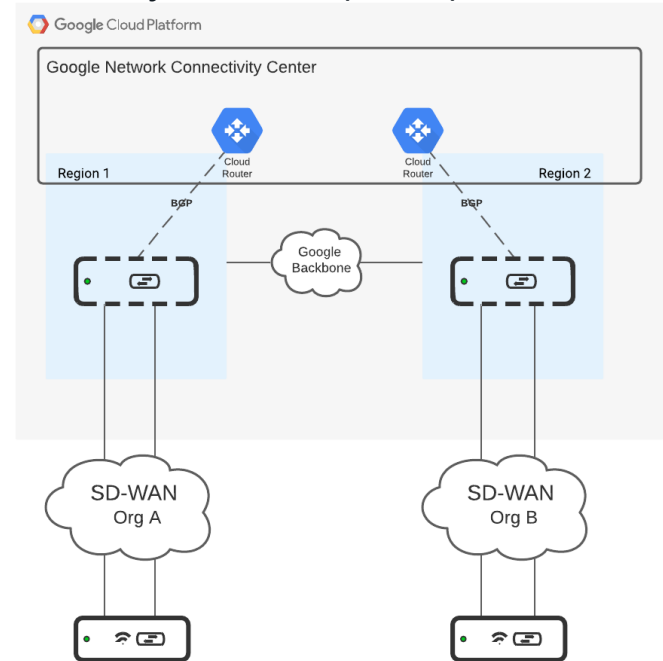 Google Cloud Platform
Google Network Connectivity Center
Cloud
Router
Cloud
Router
Region 1
Region 2
BGP
BGP
Google
Backbone
SD-WAN
Org A
SD-WAN
Org B